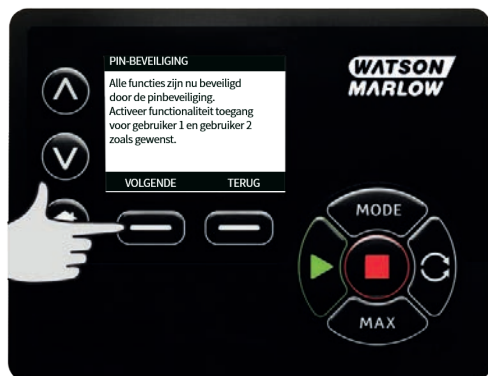 PIN-BEVEILIGING
WATSON
MARLOW
Alle functies zijn nu beveiligd
door de pinbeveiliging.
Activeer functionaliteit toegang
voor gebruiker 1 en gebruiker 2
zoals gewenst.
VOLGENDE TERUG
MODE
MAX